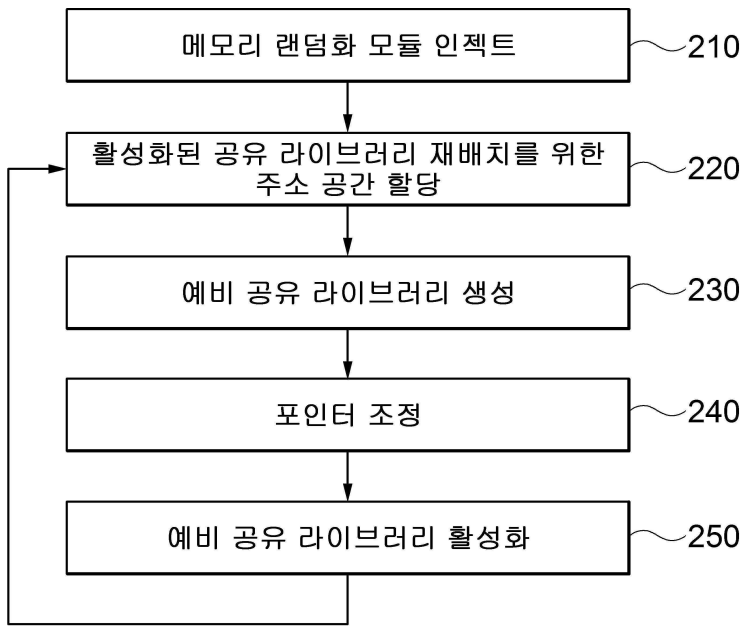 메모리 랜덤화 모듈 인젝트
210
활성화된 공유 라이브러리 재배치를 위한
주소 공간 할당
220
예비 공유 라이브러리 생성
230
포인터 조정
240
예비 공유 라이브러리 활성화
250